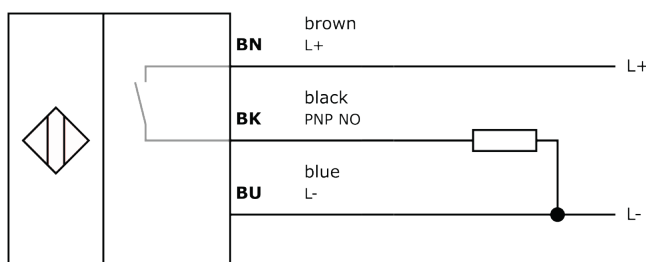 brown
BN L+ L+
black
BK PNP NO
blue
BU L- L-